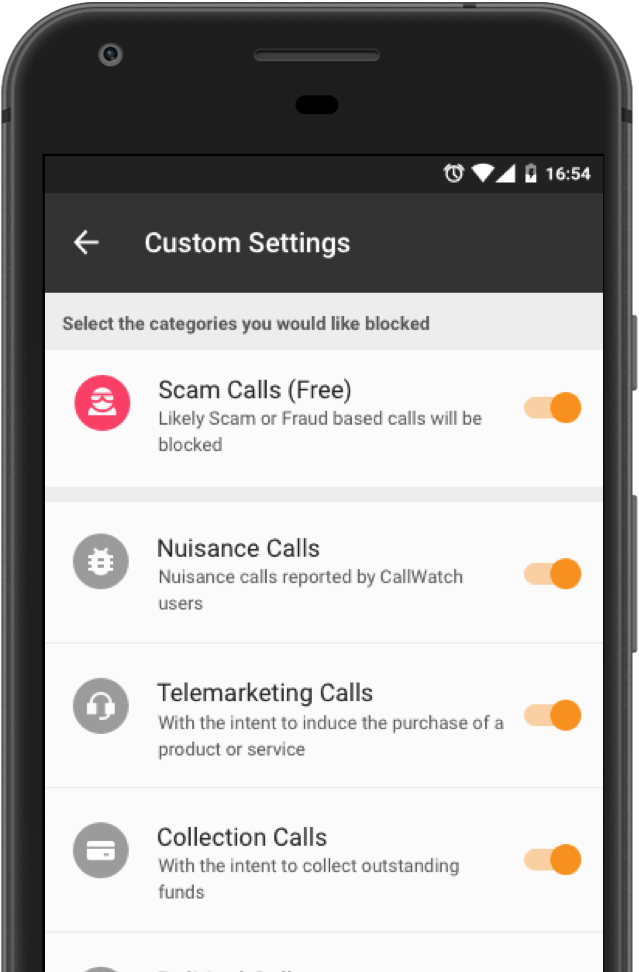 16:54
Custom Settings
Select the categories you would like blocked
Scam Calls (Free)
Likely Scam or Fraud based calls will be
blocked
Nuisance Calls
Nuisance calls reported by CallWatch
users
Telemarketing Calls
With the intent to induce the purchase of a
product or service
Collection Calls
With the intent to collect outstanding
funds